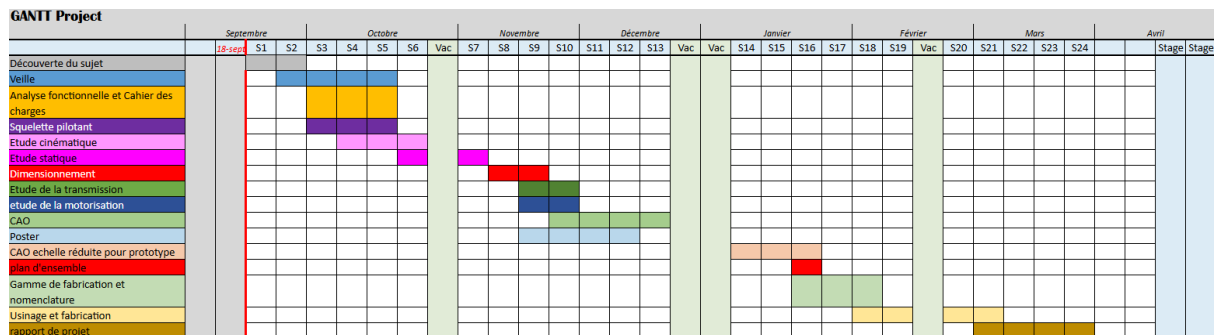 GANTT Project
Septembre Octobre Novembre Décembre Janvier Février Mars Avril
18-sept S1 S2 S3 S4 S5 S6 Vac S7 S8 S9 S10 S11 S12 S13 Vac Vac S14 S15 S16 S17 S18 S19 Vac S20 S21 S22 S23 S24 Stage Stage
Découverte du sujet
Veille
Analyse fonctionnelle et Cahier des
charges
Squelette pilotant
Etude cinématique
Etude statique
Dimensionnement
Etude de la transmission
etude de la motorisation
CAO
Poster
CAO echelle réduite pour prototype
plan d'ensemble
Gamme de fabrication et
nomenclature
Usinage et fabrication
rapport de projet